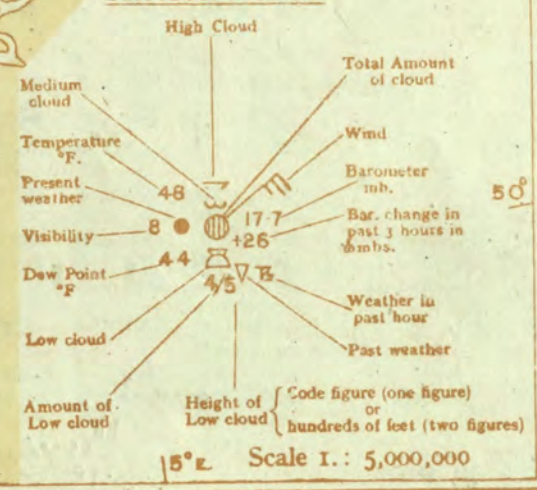 High Cloud
Total Amount
of cloud
Medium
cloud
Wind
Temperature
°F.
Barometer
mb.
Present
weather
48
50°
8
17.7
Bar. change in
past 3 hours in
mbs.
Visibility
+26
44
Dew Point
°F
4/5
Weather in
past hour
Low cloud
Past weather
Amount of
Low cloud
Height of
Low cloud
Code figure (one figure)
or
hundreds of feet (two figures)
5°E
Scale 1.: 5,000,000